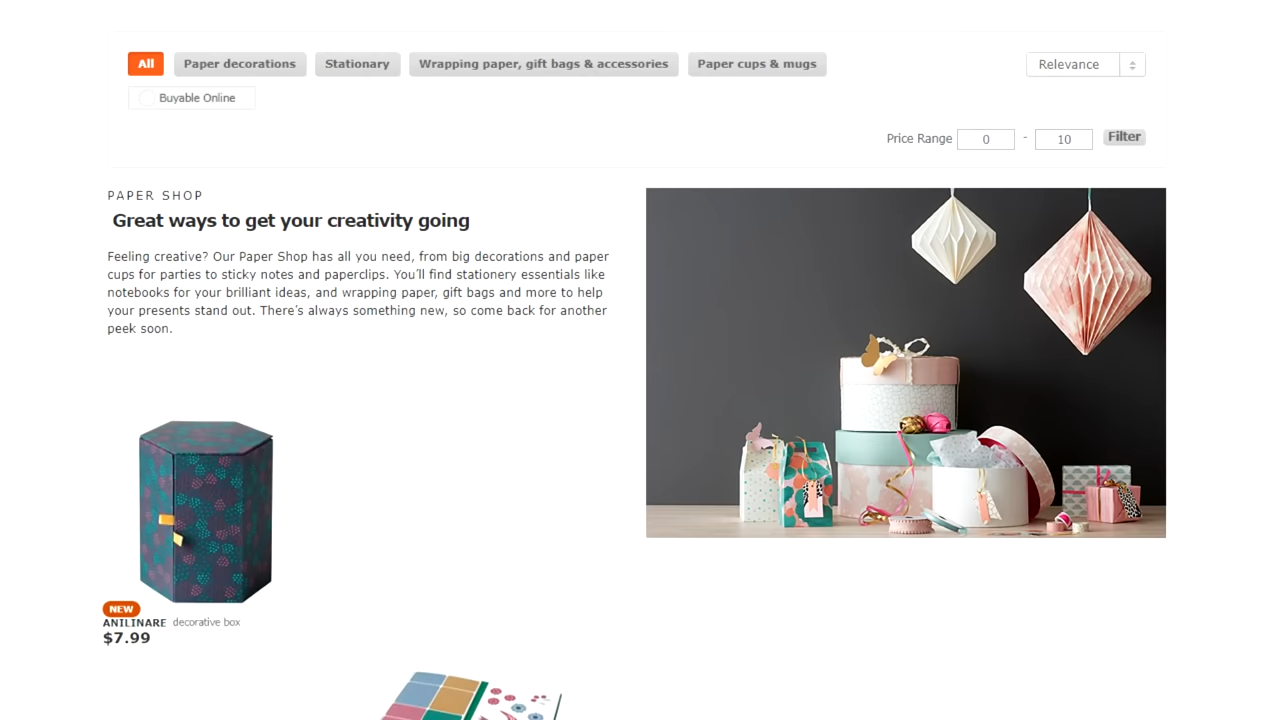 All Paper decorations Stationary Wrapping paper, gift bags & accessories Paper cups & mugs Relevance
Buyable Online
Price Range 0 - 10 Filter
PAPER SHOP
Great ways to get your creativity going
Feeling creative? Our Paper Shop has all you need, from big decorations and paper
cups for parties to sticky notes and paperclips. You'll find stationery essentials like
notebooks for your brilliant ideas, and wrapping paper, gift bags and more to help
your presents stand out. There's always something new, so come back for another
peek soon.
NEW
ANILINARE decorative box
$7.99